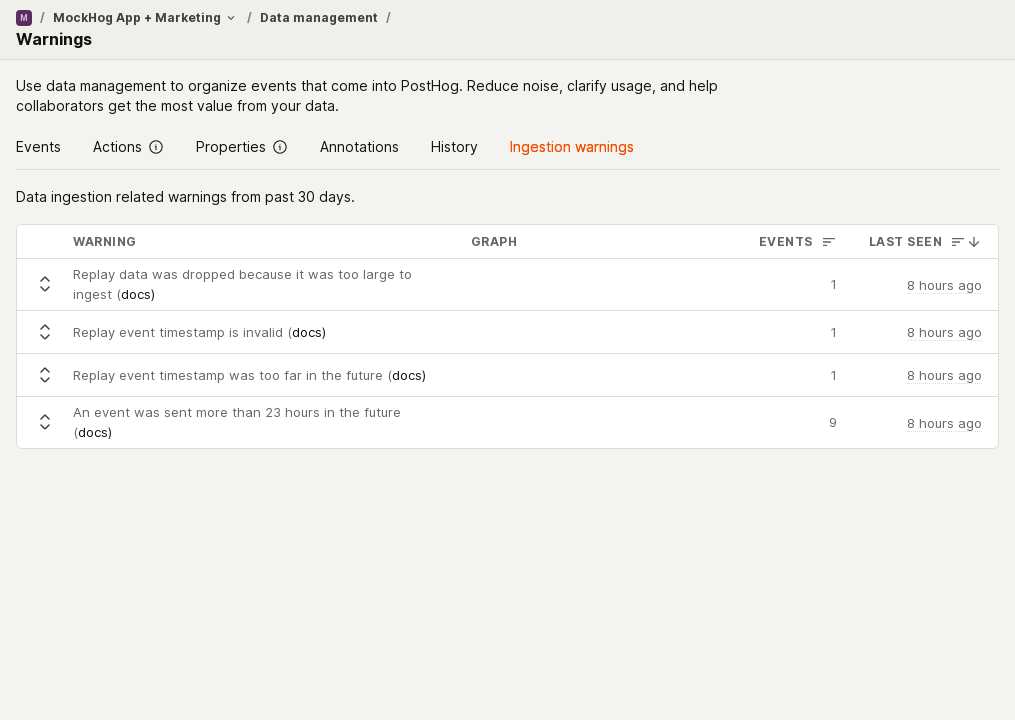 M / MockHog App + Marketing / Data management /
Warnings
Use data management to organize events that come into PostHog. Reduce noise, clarify usage, and help
collaborators get the most value from your data.
Events Actions Properties Annotations History Ingestion warnings
Data ingestion related warnings from past 30 days.
WARNING GRAPH EVENTS LAST SEEN
Replay data was dropped because it was too large to
ingest (docs) 1 8 hours ago
Replay event timestamp is invalid (docs) 1 8 hours ago
Replay event timestamp was too far in the future (docs) 1 8 hours ago
An event was sent more than 23 hours in the future
(docs) 9 8 hours ago